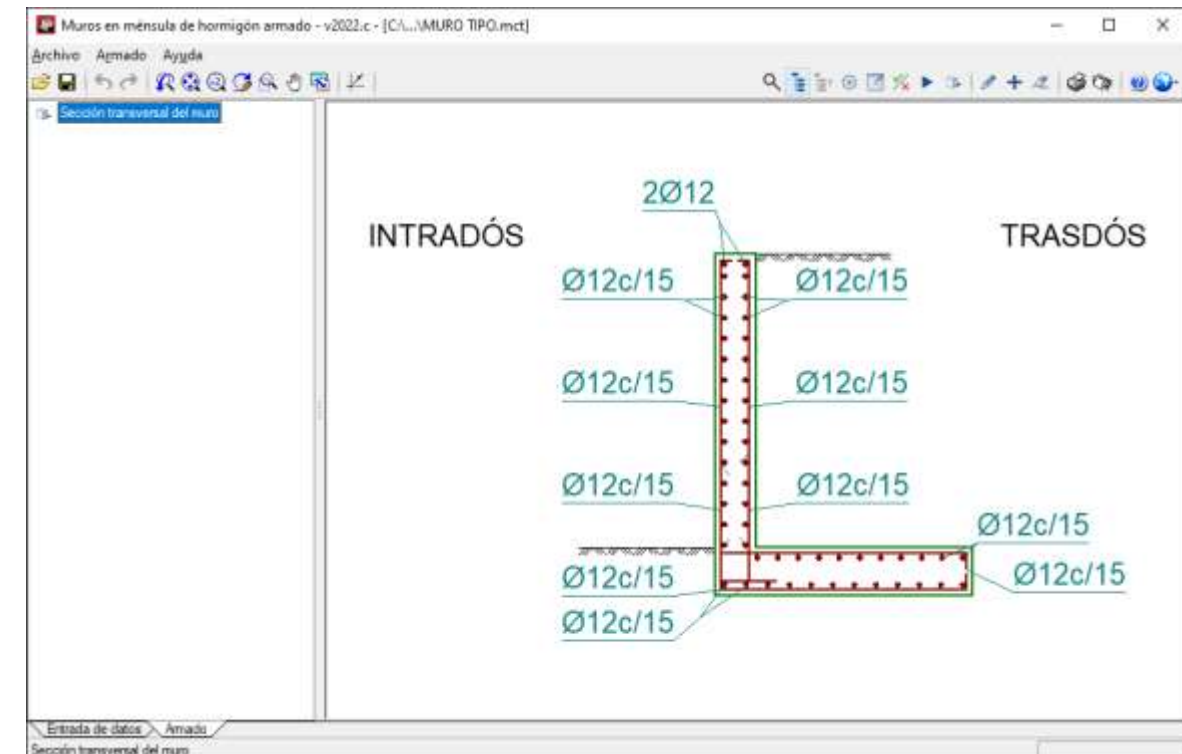 Muros en ménsula de hormigón armado - v2022.c - [C:\...\MURO TIPO.mct]
Archivo Armado Ayuda
Sección transversal del muro
2Ø12
INTRADÓS
TRASDÓS
Ø12c/15
Ø12c/15
Ø12c/15
Ø12c/15
Ø12c/15
Ø12c/15
Ø12c/15
Ø12c/15
Ø12c/15
Ø12c/15
Entrada de datos Armado
Sección transversal del muro